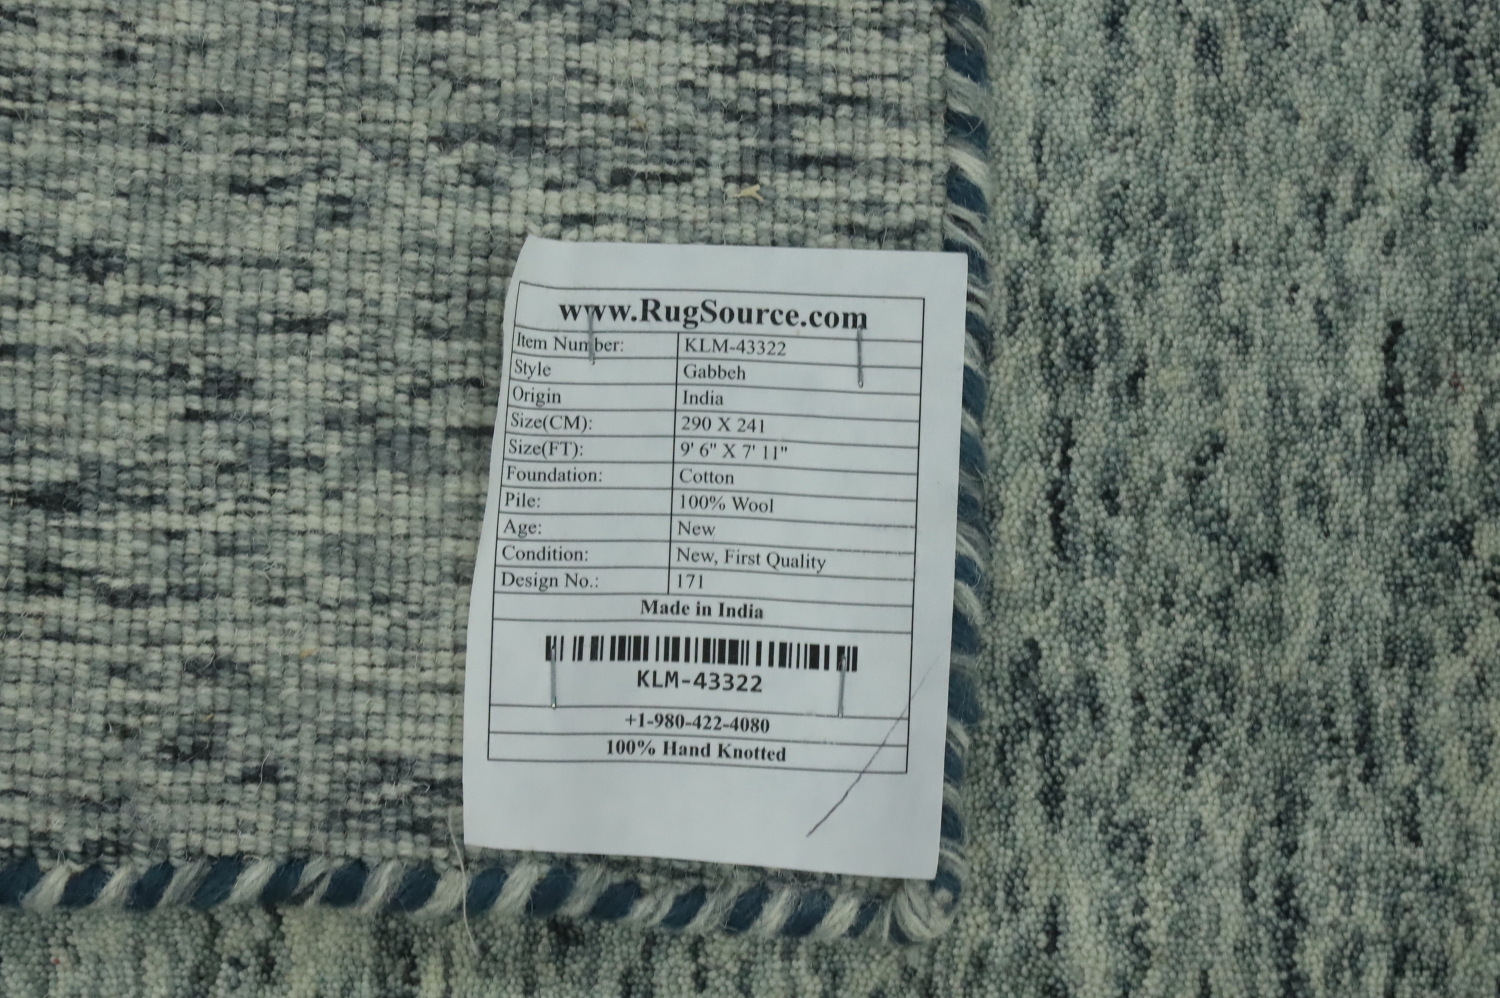 www.RugSource.com
Item Number: KLM-43322
Style Gabbeh
Origin India
Size(CM): 290 X 241
Size(FT): 9' 6" X 7' 11"
Foundation: Cotton
Pile: 100% Wool
Age: New
Condition: New, First Quality
Design No.: 171
Made in India
KLM-43322
+1-980-422-4080
100% Hand Knotted